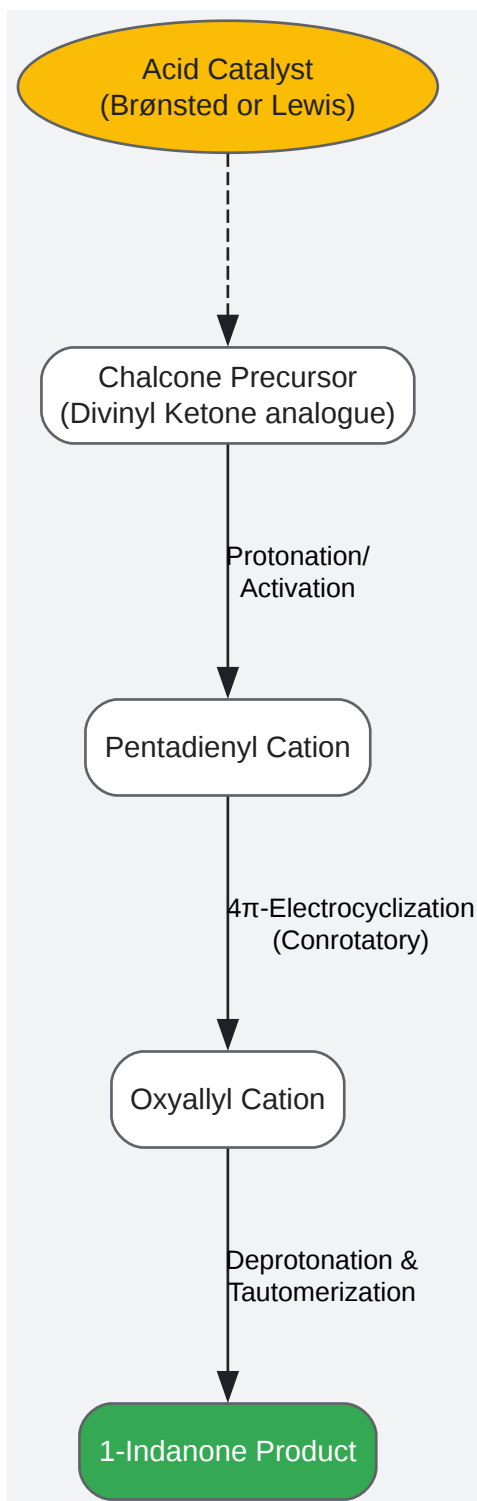 Acid Catalyst
(Brønsted or Lewis)
Chalcone Precursor
(Divinyl Ketone analogue)
Protonation/
Activation
Pentadienyl Cation
4π-Electrocyclization
(Conrotatory)
Oxyallyl Cation
Deprotonation &
Tautomerization
1-Indanone Product